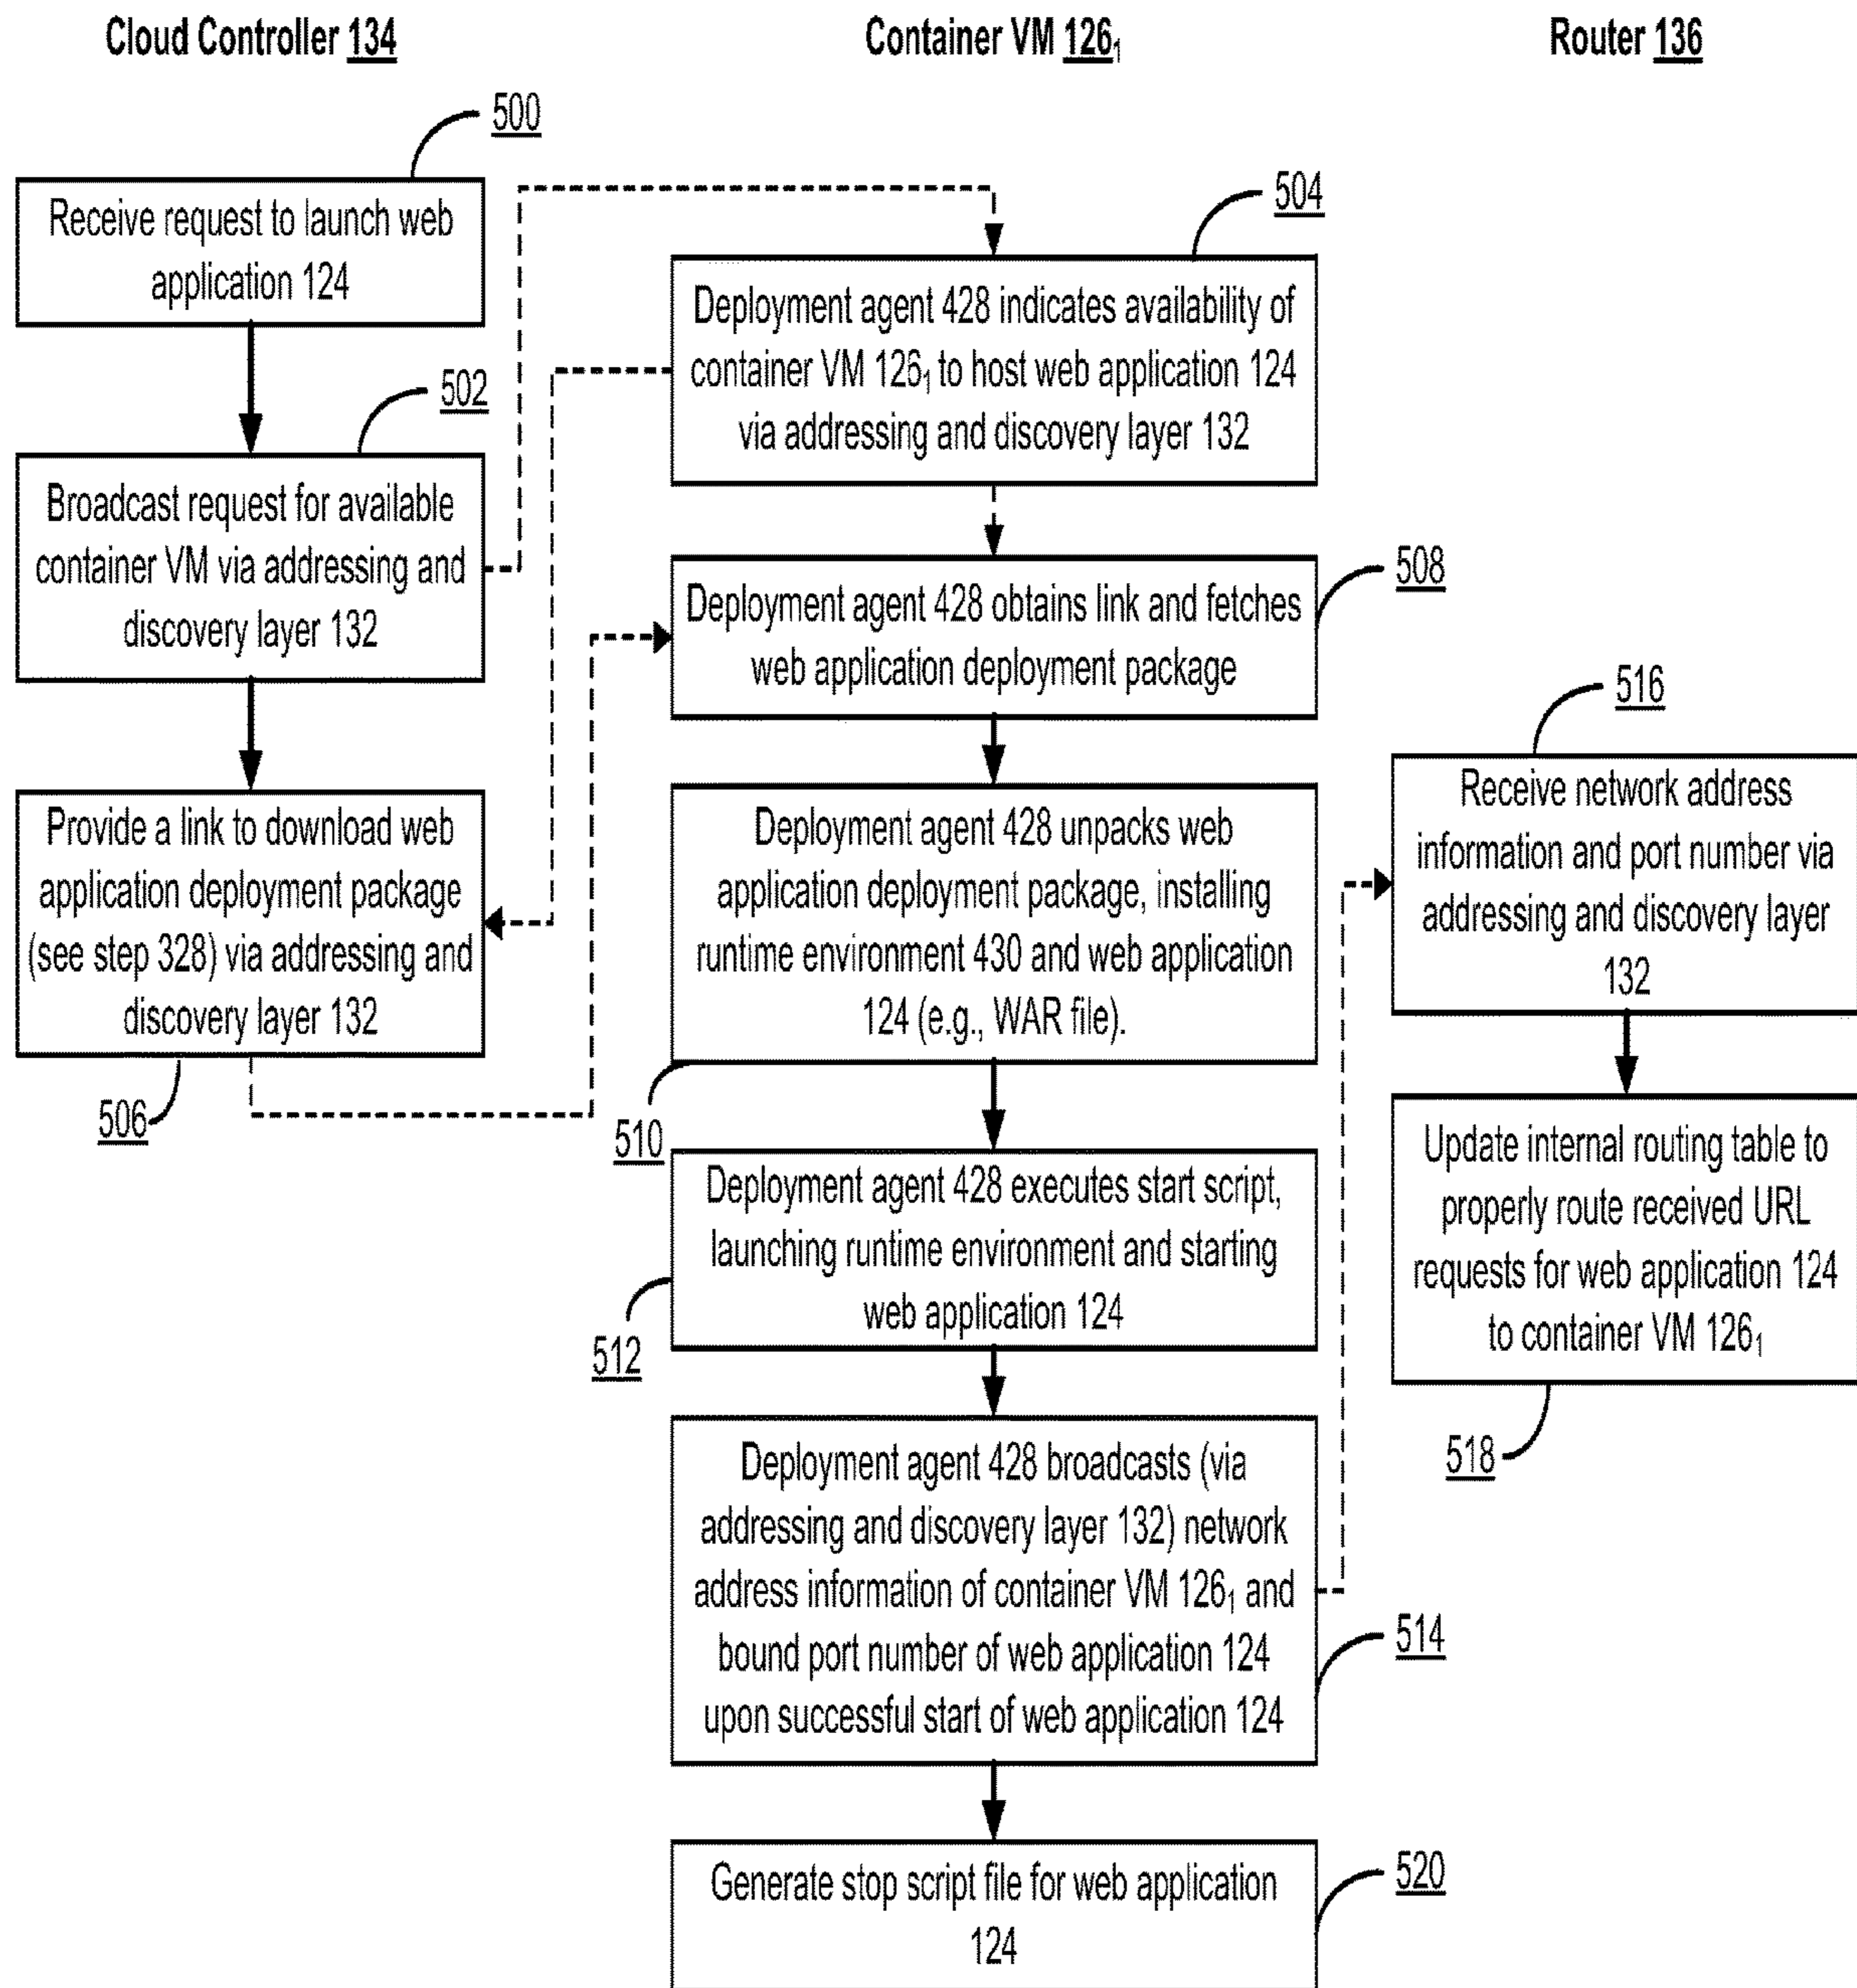 Cloud Controller 134
Container VM 126₁
Router 136
500
Receive request to launch web
application 124
502
Broadcast request for available
container VM via addressing and
discovery layer 132
504
Deployment agent 428 indicates availability of
container VM 126₁ to host web application 124
via addressing and discovery layer 132
Provide a link to download web
application deployment package
(see step 328) via addressing and
discovery layer 132
506
508
Deployment agent 428 obtains link and fetches
web application deployment package
Deployment agent 428 unpacks web
application deployment package, installing
runtime environment 430 and web application
124 (e.g., WAR file).
510
Deployment agent 428 executes start script,
launching runtime environment and starting
web application 124
512
Deployment agent 428 broadcasts (via
addressing and discovery layer 132) network
address information of container VM 126₁ and
bound port number of web application 124
upon successful start of web application 124
514
516
Receive network address
information and port number via
addressing and discovery layer
132
Update internal routing table to
properly route received URL
requests for web application 124
to container VM 126₁
518
Generate stop script file for web application
124
520